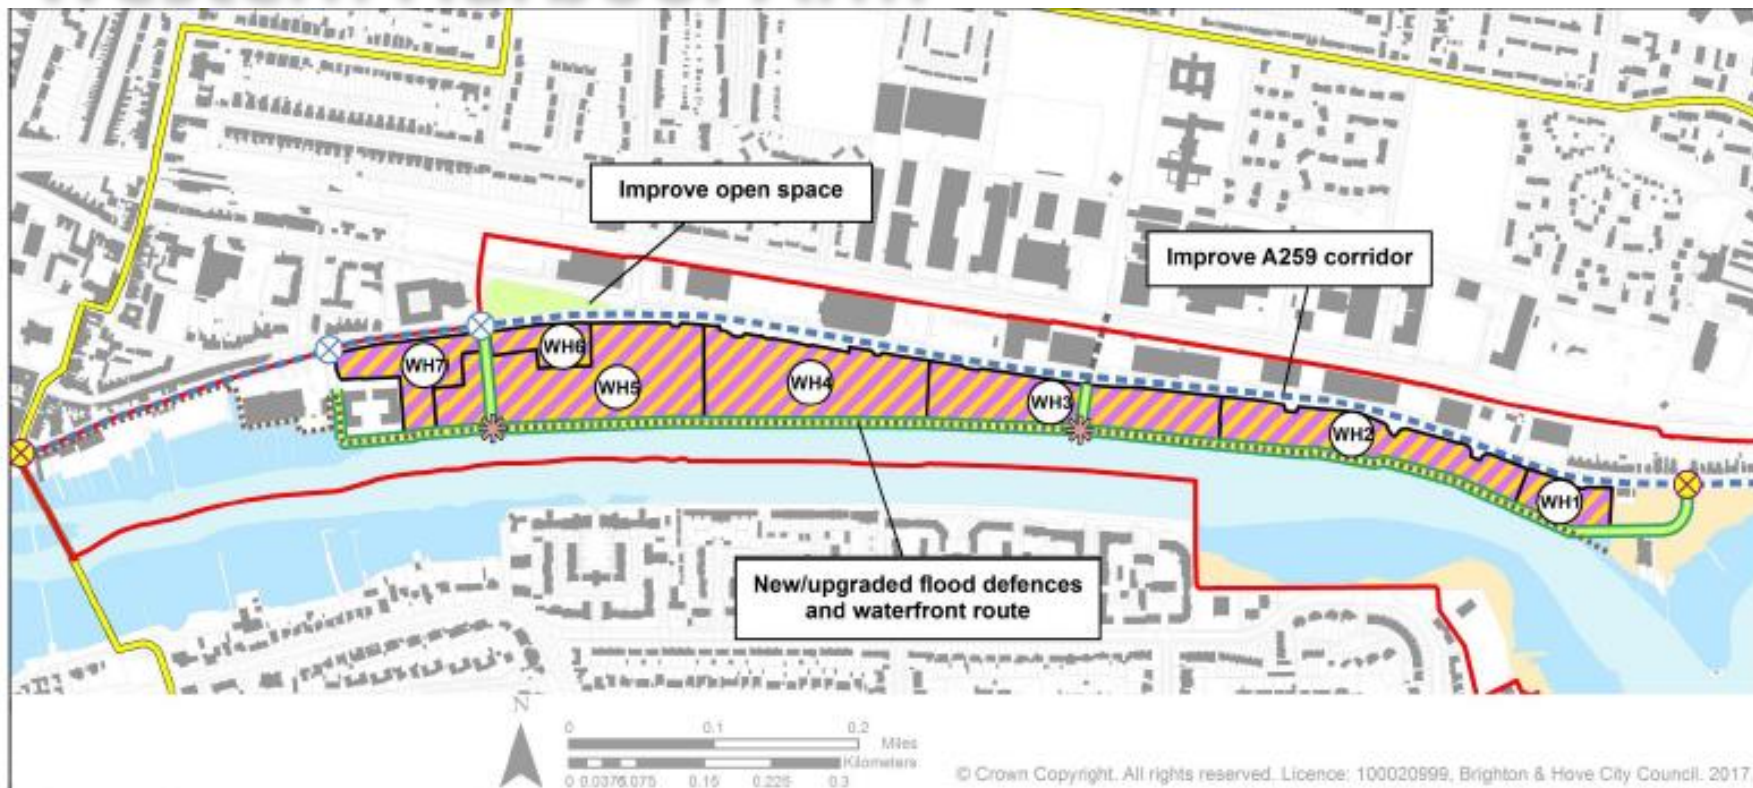 Improve open space
Improve A259 corridor
WH7
WH6
WH5
WH4
WH3
WH2
WH1
New/upgraded flood defences
and waterfront route
N
0 0.1 0.2
Miles
Kilometers
0 0.0375 0.075 0.15 0.225 0.3
© Crown Copyright. All rights reserved. Licence: 100020999, Brighton & Hove City Council. 2017.